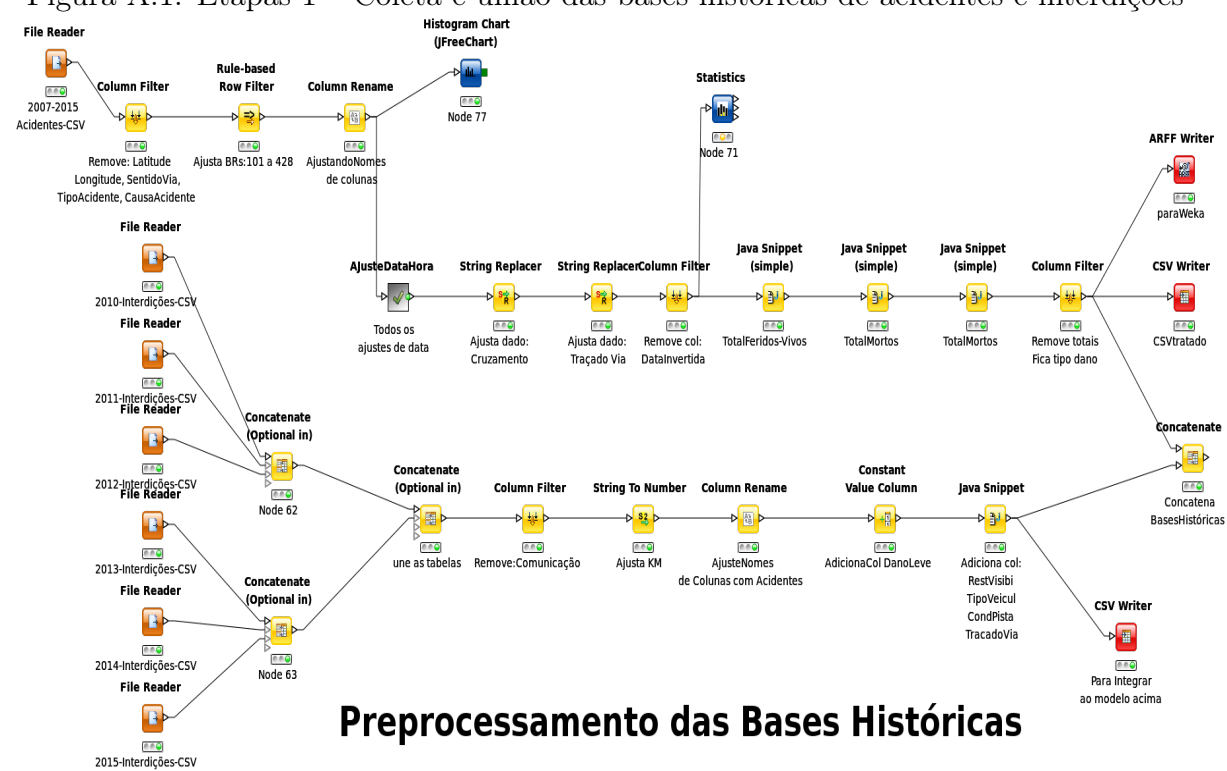 Figura A.1: Etapas 1 – Coleta e união das bases históricas de acidentes e interdições
File Reader
2007-2015
Acidentes-CSV
Column Filter
Remove: Latitude
Longitude, SentidoVia,
TipoAcidente, CausaAcidente
Rule-based
Row Filter
Ajusta BRs:101 a 428
Column Rename
AjustandoNomes
de colunas
Histogram Chart
(JFreeChart)
Node 77
Statistics
Node 71
ARFF Writer
paraWeka
AJusteDataHora
Todos os
ajustes de data
String Replacer
Ajusta dado:
Cruzamento
String Replacer
Ajusta dado:
Traçado Via
Column Filter
Remove col:
DataInvertida
Java Snippet
(simple)
TotalFeridos-Vivos
Java Snippet
(simple)
TotalMortos
Java Snippet
(simple)
TotalMortos
Column Filter
Remove totais
Fica tipo dano
CSV Writer
CSVtratado
File Reader
2010-Interdições-CSV
File Reader
2011-Interdições-CSV
File Reader
2012-Interdições-CSV
File Reader
2013-Interdições-CSV
File Reader
2014-Interdições-CSV
File Reader
2015-Interdições-CSV
Concatenate
(Optional in)
Node 62
Concatenate
(Optional in)
Node 63
Concatenate
(Optional in)
une as tabelas
Column Filter
Remove:Comunicação
String To Number
S2
Ajusta KM
Column Rename
AjusteNomes
de Colunas com Acidentes
Constant
Value Column
AdicionaCol DanoLeve
Java Snippet
Adiciona col:
RestVisibi
TipoVeicul
CondPista
TracadoVia
Concatenate
Concatena
BasesHistóricas
CSV Writer
Para Integrar
ao modelo acima
Preprocessamento das Bases Históricas